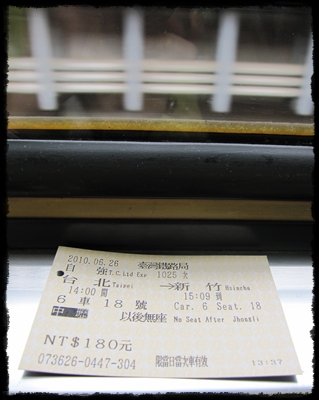 2010.06.26 臺灣鐵路局
自強 T.C.Ltd Exp 1025 次
台北 Taipei →新竹 Hsinchu
14:00 開 15:09 到
6 車 18 號 Car. 6 Seat. 18
中壢 以後無座 No Seat After Jhongli
NT$180元
073626-0447-304 限當日當次車有效 13:37